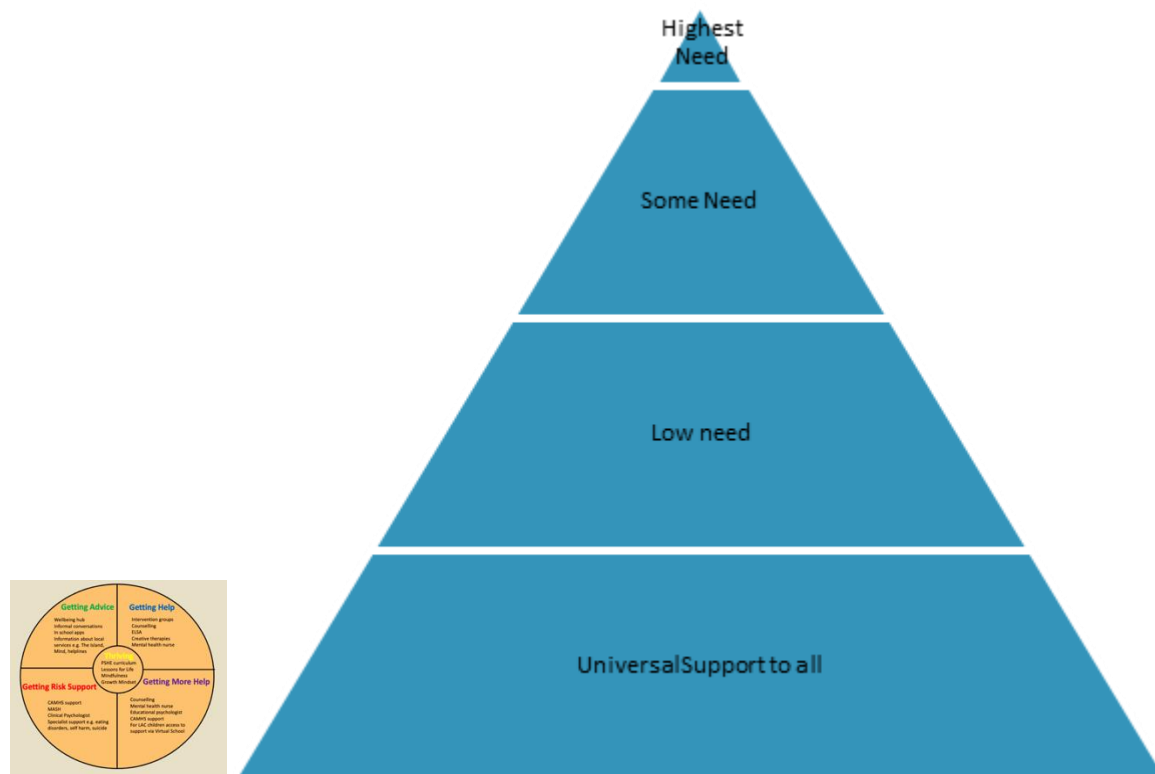 Highest
Need
Some Need
Low need
UniversalSupport to all
Getting Advice
Wellbeing hub
Informal conversations
In school apps
Information about local
services e.g. The Island,
Mind, helplines
Getting Help
Intervention groups
Counselling
ELSA
Creative therapies
Mental health nurse
Thriving
PSHE curriculum
Lessons for Life
Mindfulness
Growth Mindset
Getting Risk Support
CAMHS support
MASH
Clinical Psychologist
Specialist support e.g. eating
disorders, self harm, suicide
Getting More Help
Counselling
Mental health nurse
Educational psychologist
CAMHS support
For LAC children access to
support via Virtual School